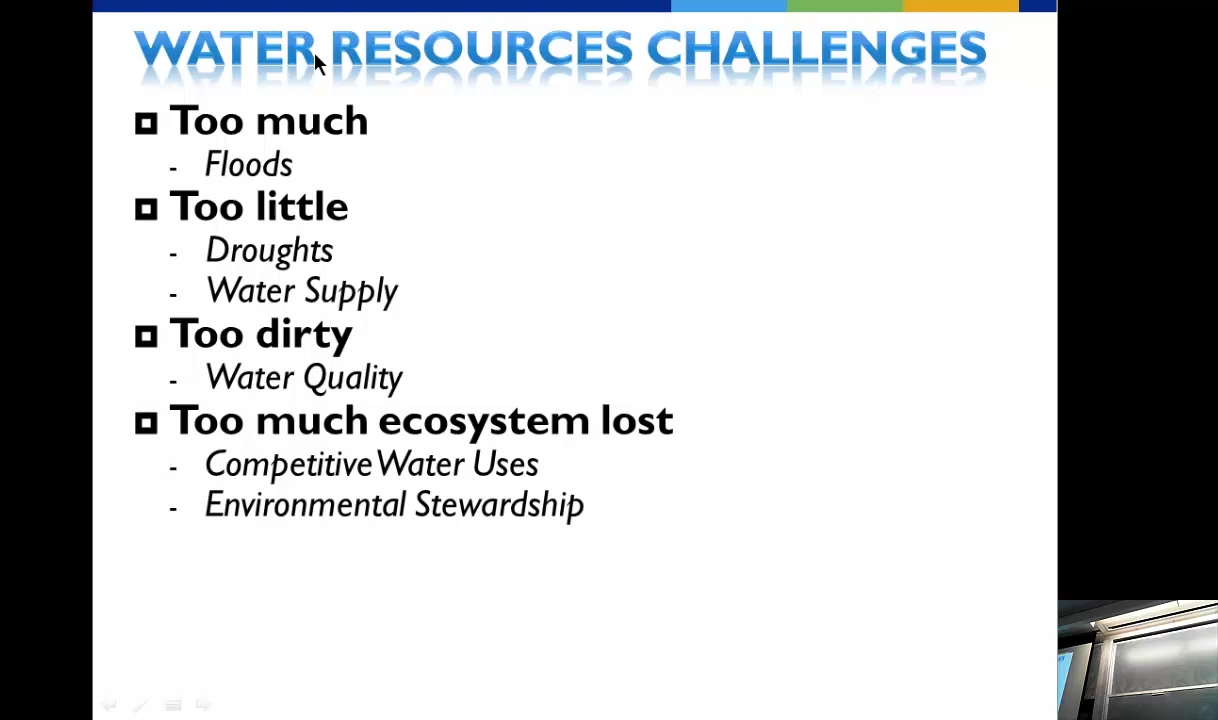 WATER RESOURCES CHALLENGES
Too much
- Floods
Too little
- Droughts
- Water Supply
Too dirty
- Water Quality
Too much ecosystem lost
- Competitive Water Uses
- Environmental Stewardship